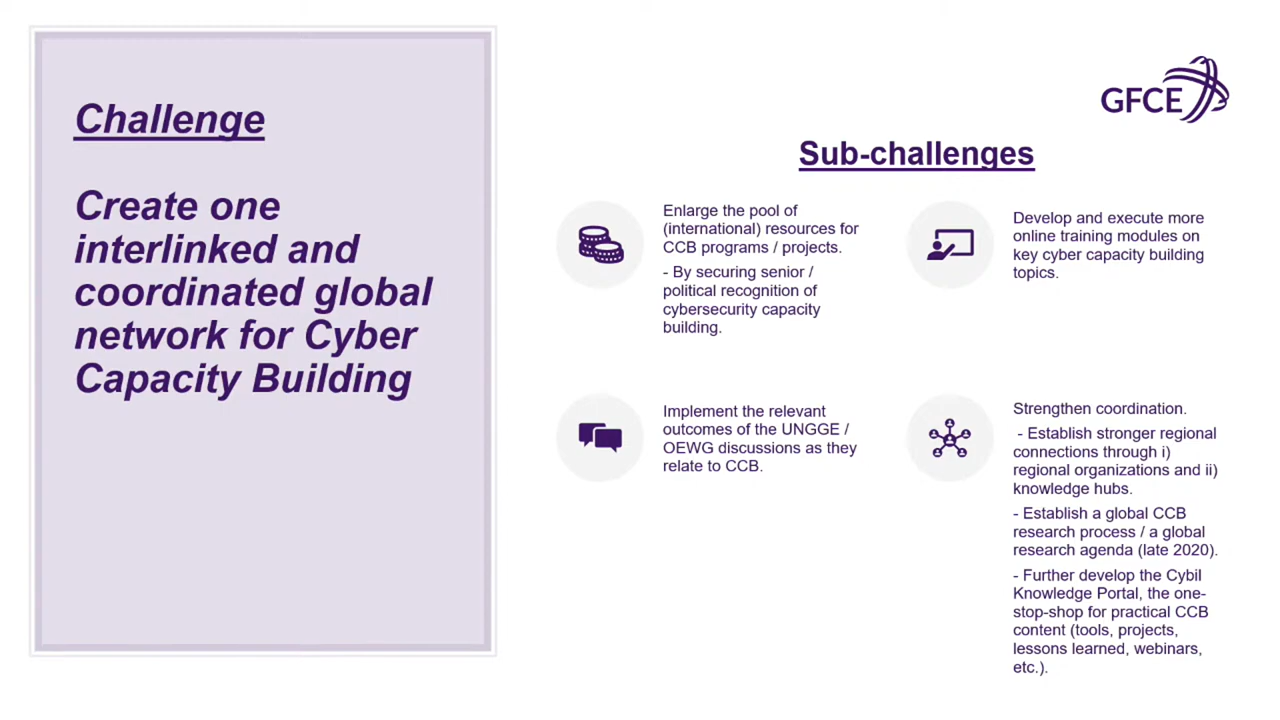 Challenge
Create one
interlinked and
coordinated global
network for Cyber
Capacity Building
GFCE
Sub-challenges
Enlarge the pool of
(international) resources for
CCB programs / projects.
- By securing senior /
political recognition of
cybersecurity capacity
building.
Develop and execute more
online training modules on
key cyber capacity building
topics.
Implement the relevant
outcomes of the UNGGE /
OEWG discussions as they
relate to CCB.
Strengthen coordination.
- Establish stronger regional
connections through i)
regional organizations and ii)
knowledge hubs.
- Establish a global CCB
research process / a global
research agenda (late 2020).
- Further develop the Cybil
Knowledge Portal, the one-
stop-shop for practical CCB
content (tools, projects,
lessons learned, webinars,
etc.).